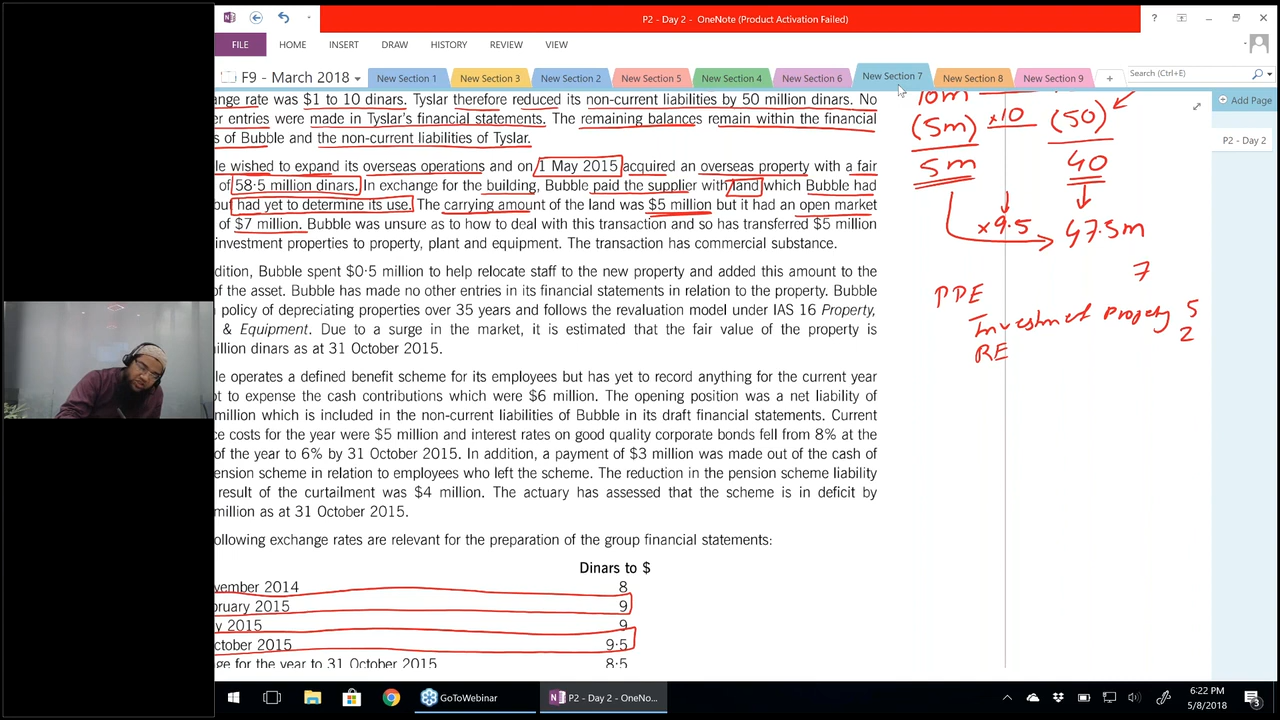 P2 - Day 2 - OneNote (Product Activation Failed)
FILE HOME INSERT DRAW HISTORY REVIEW VIEW
F9 - March 2018
New Section 1 New Section 3 New Section 2 New Section 5 New Section 4 New Section 6 New Section 7 New Section 8 New Section 9
Search (Ctrl+E)
Add Page
P2 - Day 2
nge rate was $1 to 10 dinars. Tyslar therefore reduced its non-current liabilities by 50 million dinars. No
er entries were made in Tyslar's financial statements. The remaining balances remain within the financial
s of Bubble and the non-current liabilities of Tyslar.
le wished to expand its overseas operations and on 1 May 2015 acquired an overseas property with a fair
of 58·5 million dinars. In exchange for the building, Bubble paid the supplier with land which Bubble had
but had yet to determine its use. The carrying amount of the land was $5 million but it had an open market
of $7 million. Bubble was unsure as to how to deal with this transaction and so has transferred $5 million
investment properties to property, plant and equipment. The transaction has commercial substance.
dition, Bubble spent $0·5 million to help relocate staff to the new property and added this amount to the
of the asset. Bubble has made no other entries in its financial statements in relation to the property. Bubble
policy of depreciating properties over 35 years and follows the revaluation model under IAS 16 Property,
& Equipment. Due to a surge in the market, it is estimated that the fair value of the property is
illion dinars as at 31 October 2015.
le operates a defined benefit scheme for its employees but has yet to record anything for the current year
pt to expense the cash contributions which were $6 million. The opening position was a net liability of
million which is included in the non-current liabilities of Bubble in its draft financial statements. Current
ce costs for the year were $5 million and interest rates on good quality corporate bonds fell from 8% at the
of the year to 6% by 31 October 2015. In addition, a payment of $3 million was made out of the cash of
ension scheme in relation to employees who left the scheme. The reduction in the pension scheme liability
result of the curtailment was $4 million. The actuary has assessed that the scheme is in deficit by
million as at 31 October 2015.
ollowing exchange rates are relevant for the preparation of the group financial statements:
Dinars to $
vember 2014 8
bruary 2015 9
y 2015 9
ctober 2015 9·5
ge for the year to 31 October 2015 8·5
10m
(5m) x10 (50)
5m 40
x9.5 47.5m
7
PPE
Investment Property 5
2
RE
GoToWebinar
P2 - Day 2 - OneNo...
6:22 PM
5/8/2018
3